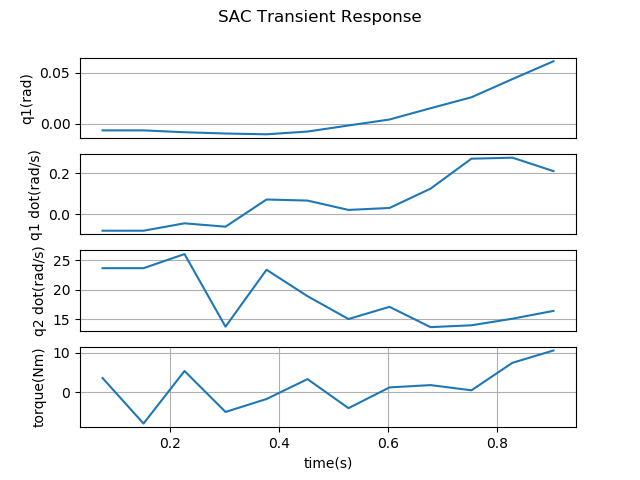 SAC Transient Response
q1(rad)
0.05
0.00
q1 dot(rad/s)
0.2
0.0
q2 dot(rad/s)
25
20
15
torque(Nm)
10
0
0.2 0.4 0.6 0.8
time(s)